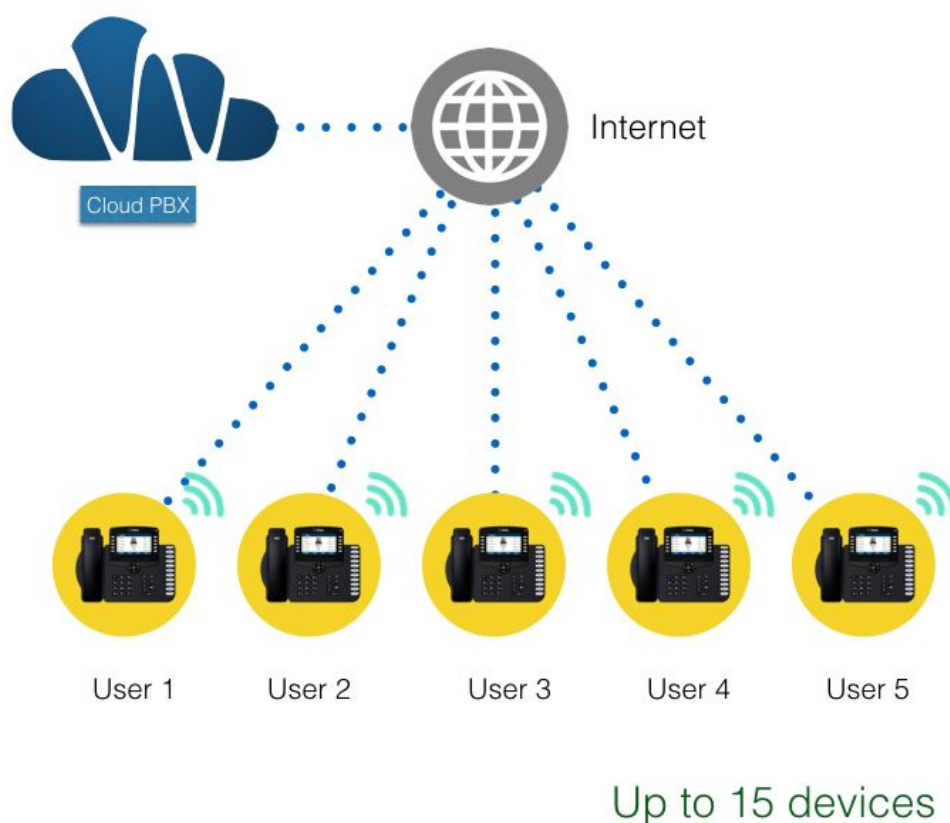 Internet
Cloud PBX
User 1
User 2
User 3
User 4
User 5
Up to 15 devices